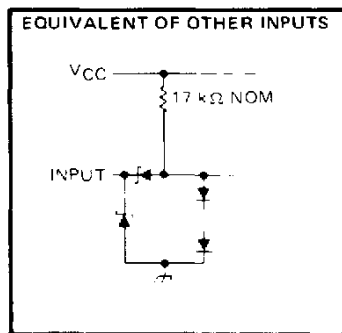 EQUIVALENT OF OTHER INPUTS
VCC
17 kΩ NOM
INPUT